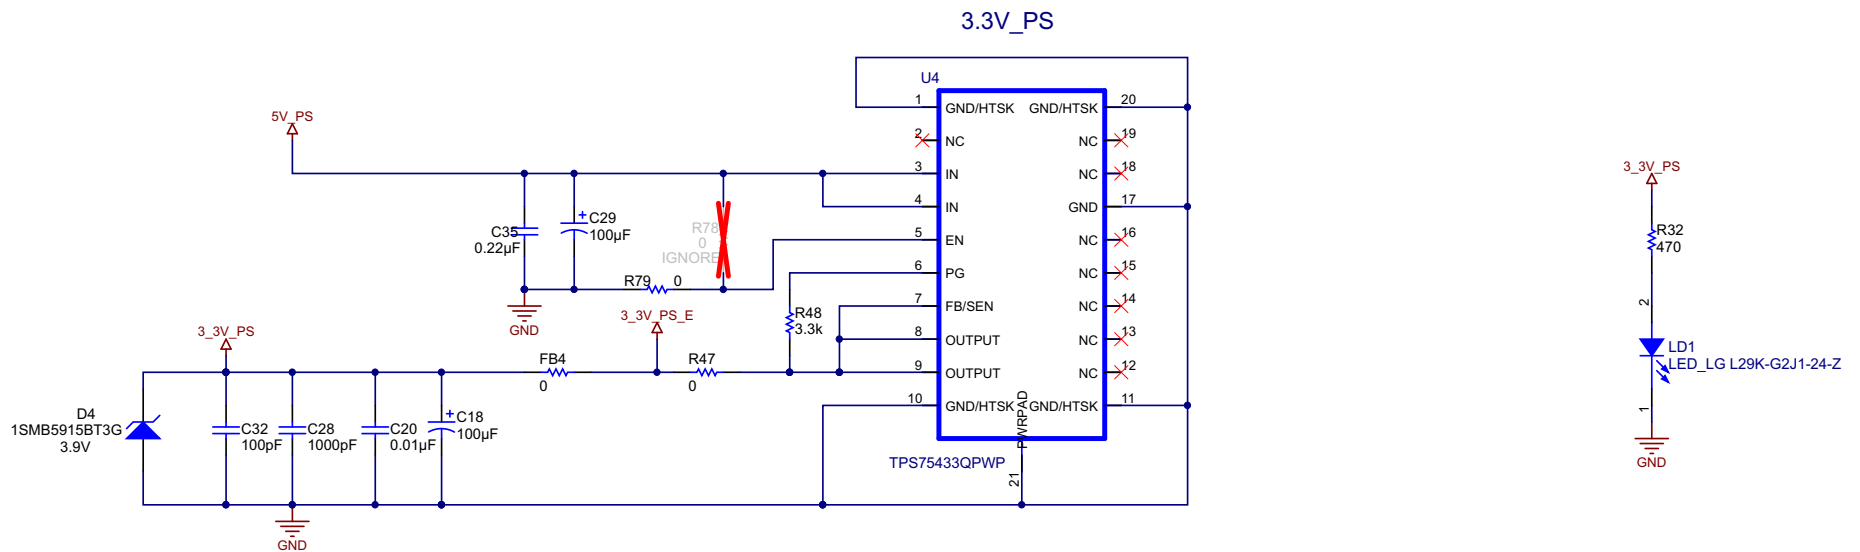 3.3V_PS
U4
1 GND/HTSK GND/HTSK 20
5V_PS
2 NC NC 19
3 IN NC 18
3_3V_PS
4 IN GND 17
C35
0.22µF
+ C29
100µF
R78
0
IGNORE
5 EN NC 16
R32
470
6 PG NC 15
R79 0
GND
3_3V_PS_E
7 FB/SEN NC 14
2
R48
3.3k
3_3V_PS
8 OUTPUT NC 13
LD1
LED_LG L29K-G2J1-24-Z
FB4
0
R47
0
9 OUTPUT NC 12
10 GND/HTSK GND/HTSK 11
PWRPAD
1
D4
1SMB5915BT3G
3.9V
C32
100pF
C28
1000pF
C20
0.01µF
+ C18
100µF
TPS75433QPWP
21
GND
GND